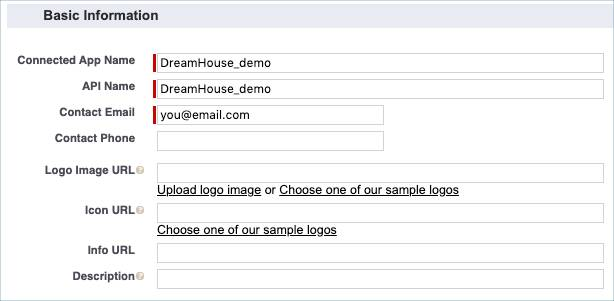 Basic Information
Connected App Name DreamHouse_demo
API Name DreamHouse_demo
Contact Email you@email.com
Contact Phone
Logo Image URL ?
Upload logo image or Choose one of our sample logos
Icon URL ?
Choose one of our sample logos
Info URL
Description ?